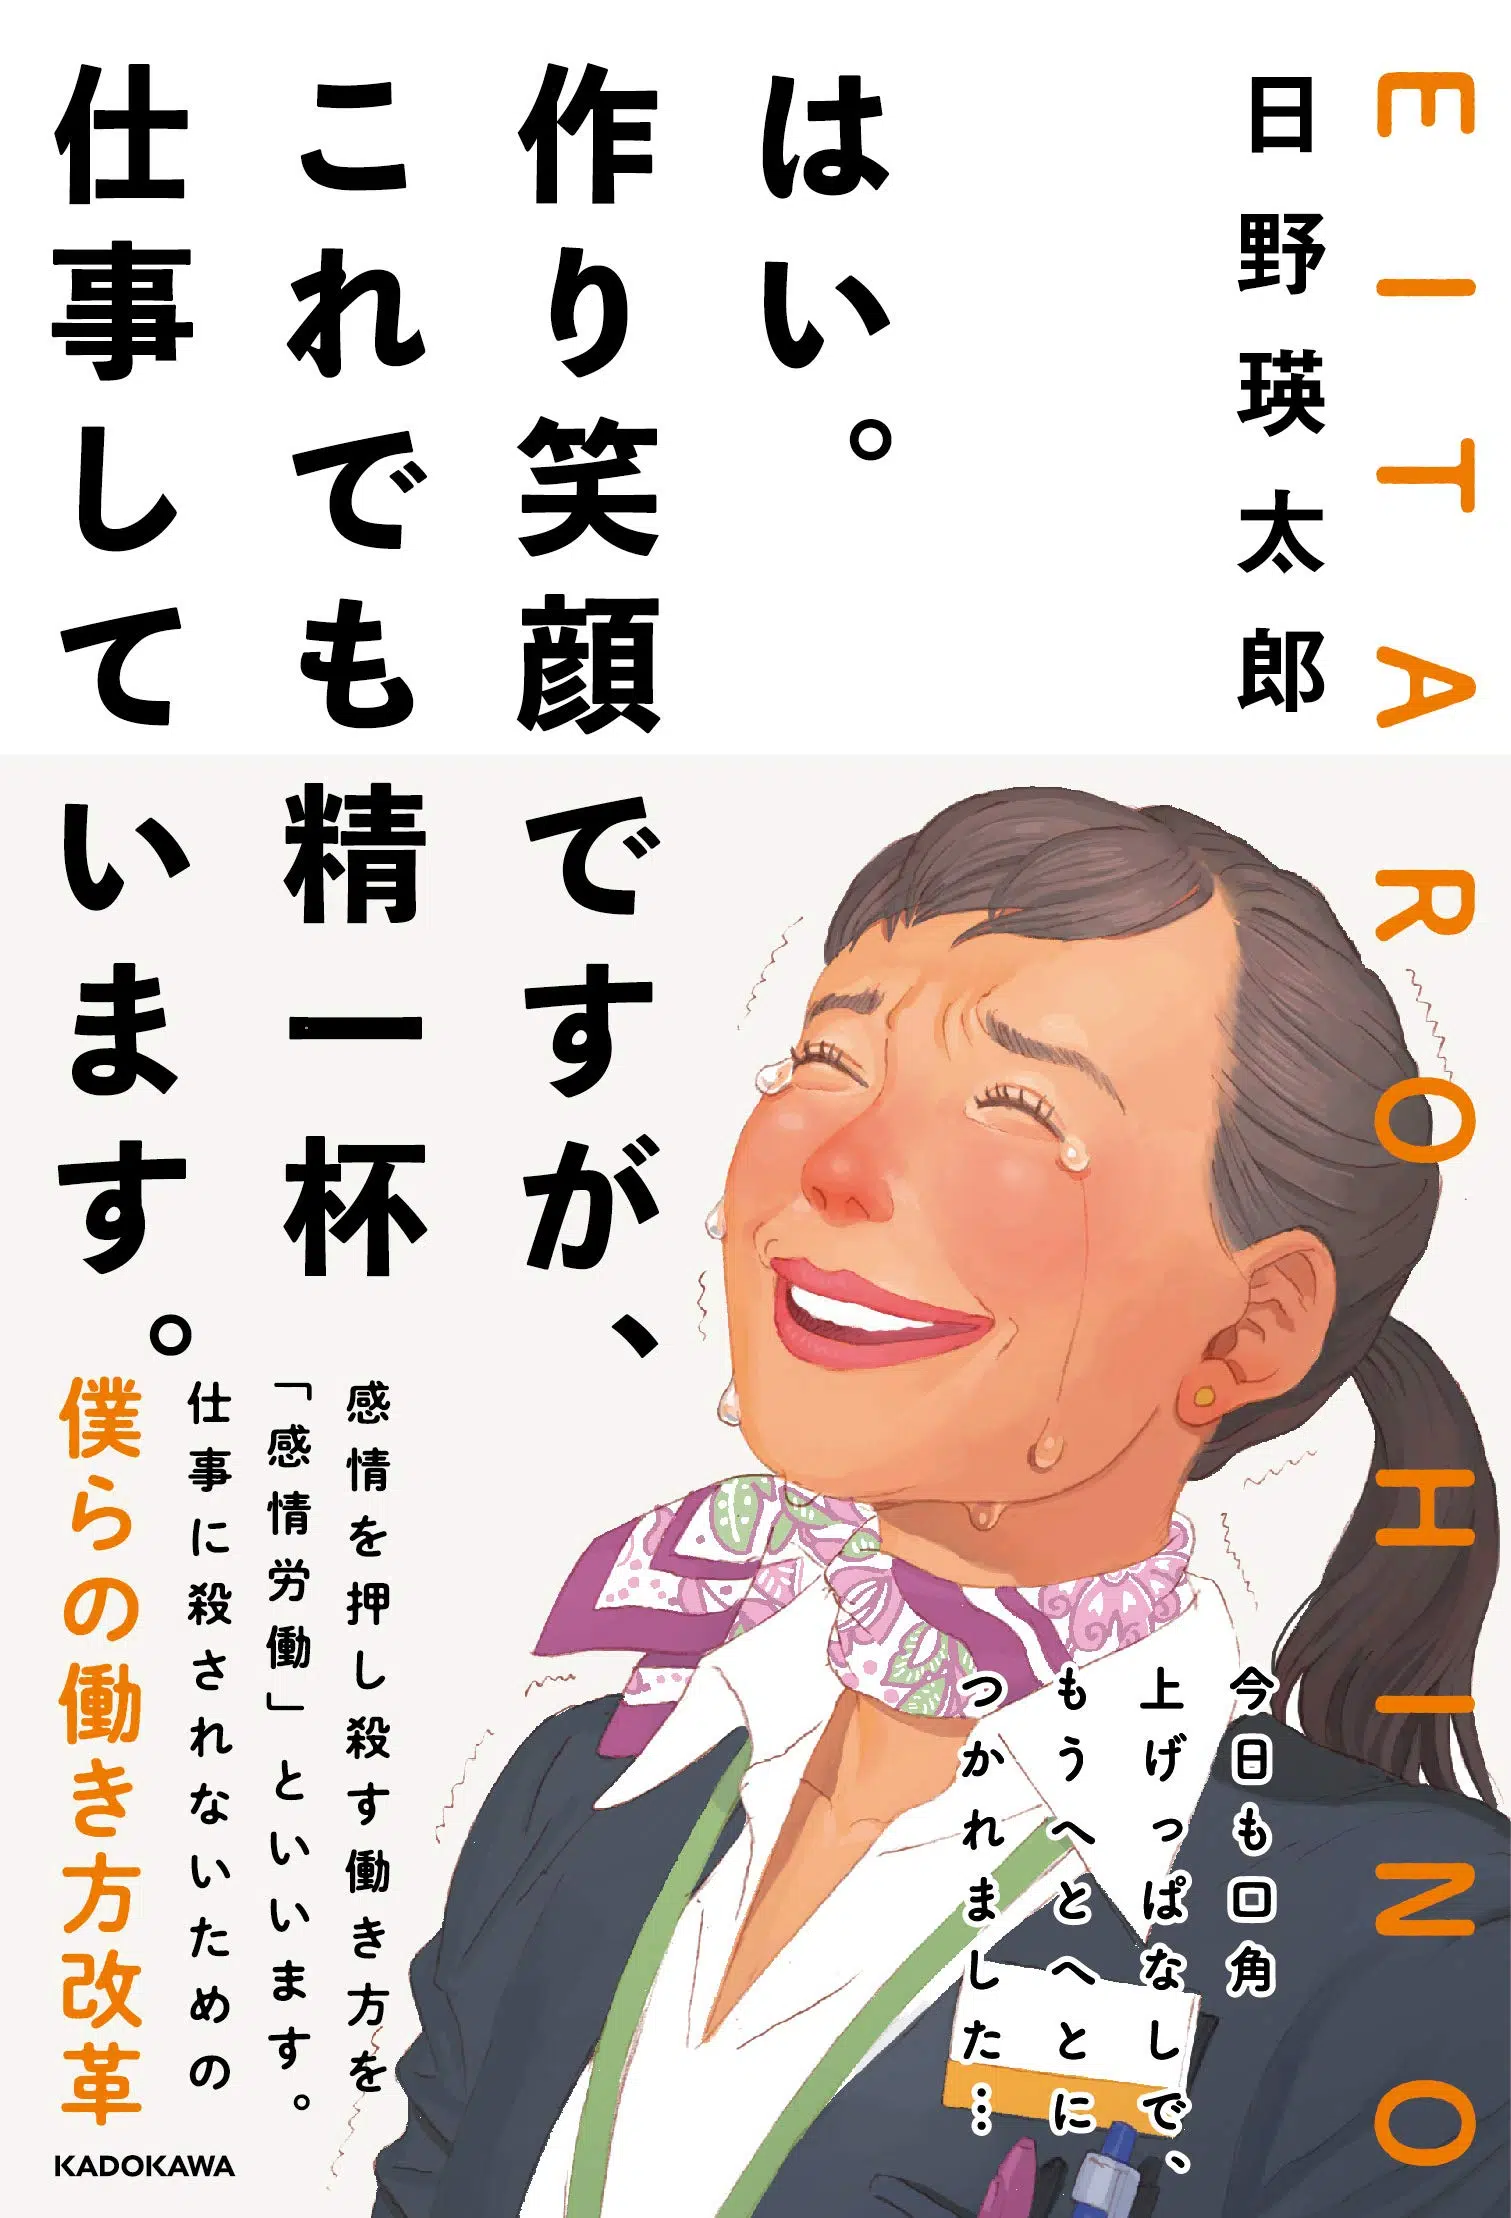 EITARO HINO
日野瑛太郎
はい。
作り笑顔ですが、
これでも精一杯
仕事しています。
今日も口角
上げっぱなしで、
もうへとへとに
つかれました…
感情を押し殺す働き方を
「感情労働」といいます。
仕事に殺されないための
僕らの働き方改革
KADOKAWA